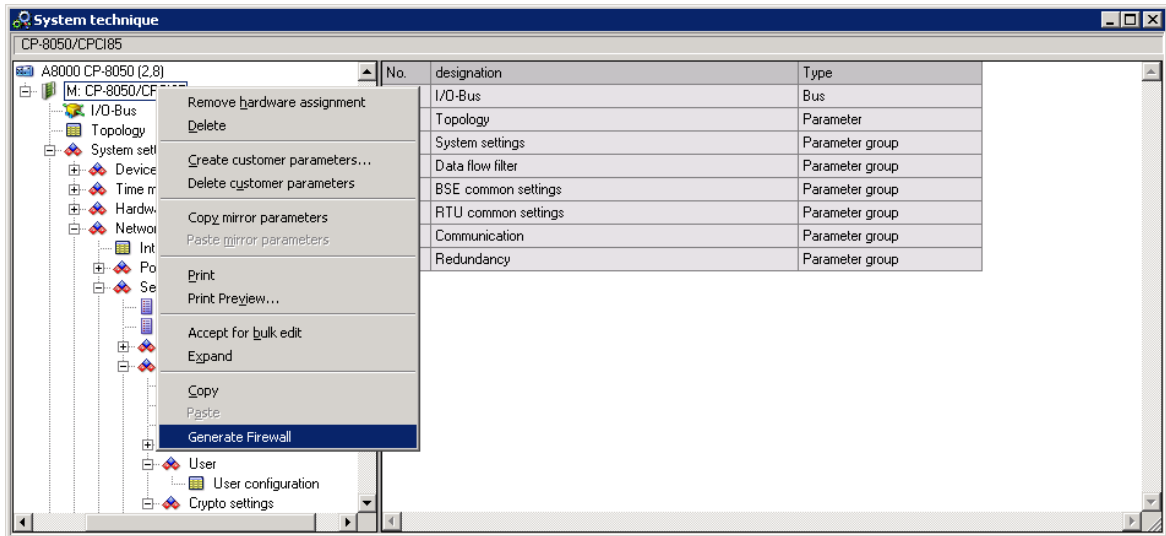 System technique
CP-8050/CPCI85
A8000 CP-8050 (2,8)
M: CP-8050/CP
I/O-Bus
Topology
System sett
Device
Time m
Hardw
Networ
Int
Po
Se
User
User configuration
Crypto settings
Remove hardware assignment
Delete
Create customer parameters...
Delete customer parameters
Copy mirror parameters
Paste mirror parameters
Print
Print Preview...
Accept for bulk edit
Expand
Copy
Paste
Generate Firewall
No. designation Type
I/O-Bus Bus
Topology Parameter
System settings Parameter group
Data flow filter Parameter group
BSE common settings Parameter group
RTU common settings Parameter group
Communication Parameter group
Redundancy Parameter group